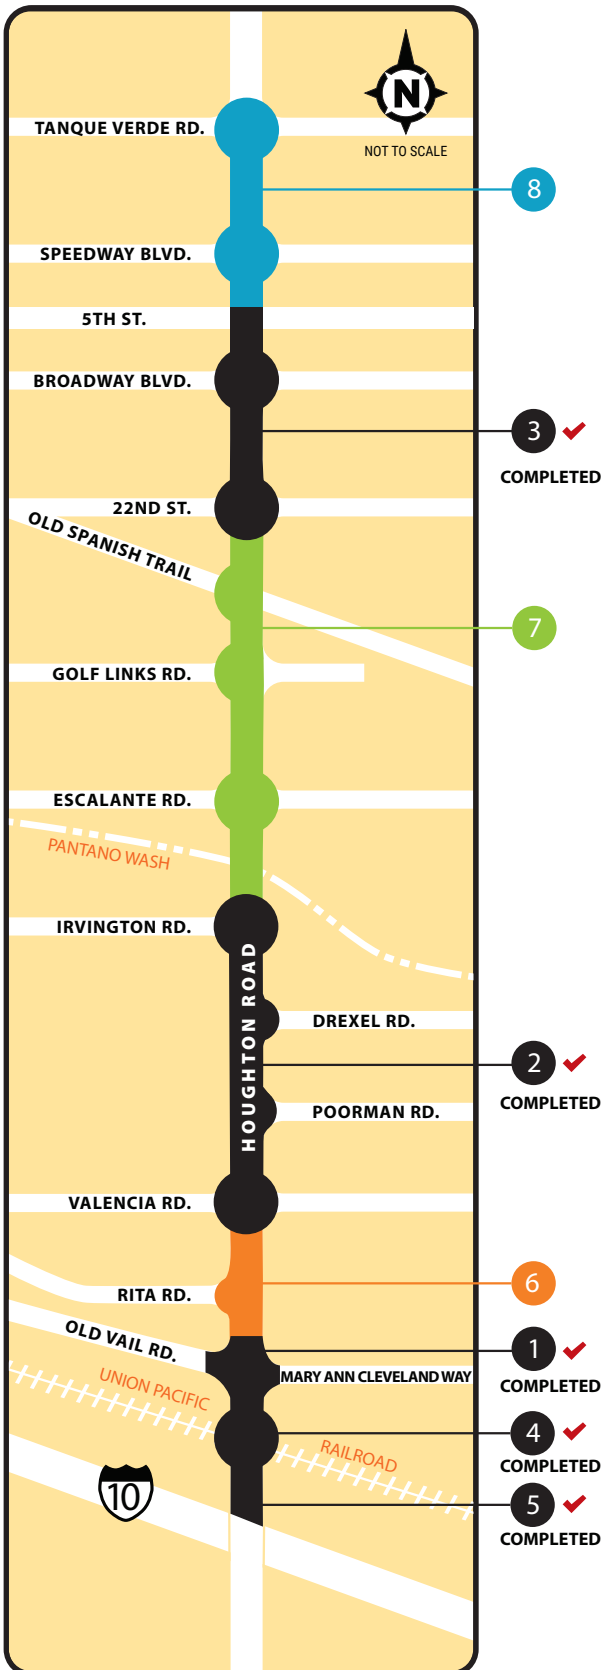 N
NOT TO SCALE
TANQUE VERDE RD.
8
SPEEDWAY BLVD.
5TH ST.
BROADWAY BLVD.
3
COMPLETED
22ND ST.
OLD SPANISH TRAIL
7
GOLF LINKS RD.
ESCALANTE RD.
PANTANO WASH
IRVINGTON RD.
HOUGHTON ROAD
DREXEL RD.
2
COMPLETED
POORMAN RD.
VALENCIA RD.
6
RITA RD.
OLD VAIL RD.
1
COMPLETED
MARY ANN CLEVELAND WAY
UNION PACIFIC
RAILROAD
4
COMPLETED
10
5
COMPLETED